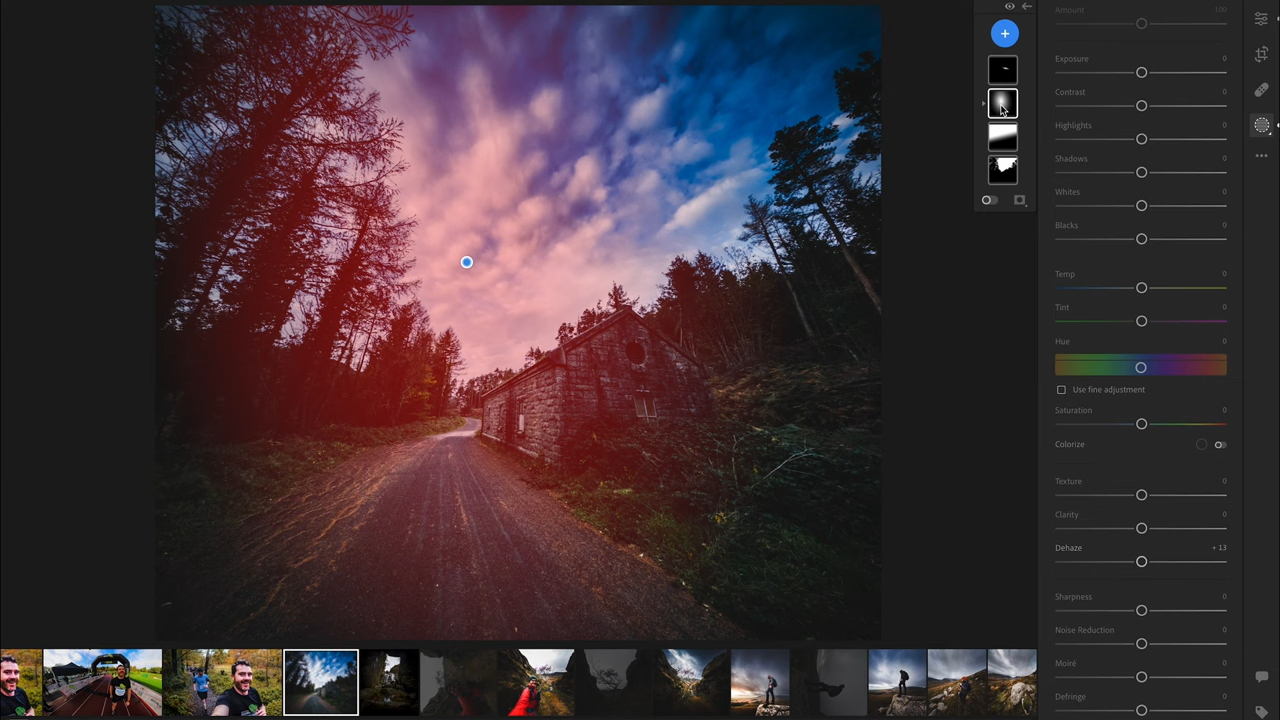 Amount 100
Exposure 0
Contrast 0
Highlights 0
Shadows 0
Whites 0
Blacks 0
Temp 0
Tint 0
Hue 0
Use fine adjustment
Saturation 0
Colorize
Texture 0
Clarity 0
Dehaze + 13
Sharpness 0
Noise Reduction 0
Moiré 0
Defringe 0